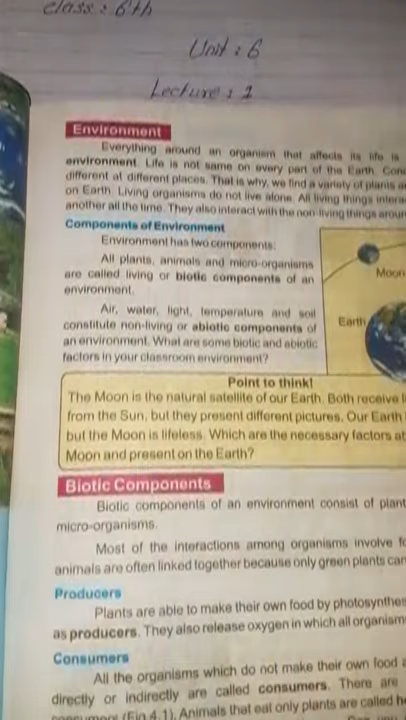 class : 6th
Unit : 6
Lecture : 1
Environment
Everything around an organism that affects its life is
environment. Life is not same on every part of the Earth.
different at different places. That is why, we find a variety of plants
on Earth. Living organisms do not live alone. All living things
another all the time. They also interact with the non-living things
Components of Environment
Environment has two components.
All plants, animals and micro-organisms
are called living or biotic components of an
environment.
Air, water, light, temperature and soil
constitute non-living or abiotic components of
an environment. What are some biotic and abiotic
factors in your classroom environment?
Moon
Earth
Point to think!
The Moon is the natural satellite of our Earth. Both receive
from the Sun, but they present different pictures. Our Earth
but the Moon is lifeless. Which are the necessary factors
Moon and present on the Earth?
Biotic Components
Biotic components of an environment consist of
micro-organisms.
Most of the interactions among organisms involve
animals are often linked together because only green plants
Producers
Plants are able to make their own food by
as producers. They also release oxygen in which all
Consumers
All the organisms which do not make their own food
directly or indirectly are called consumers. There are
(Fig 4.1). Animals that eat only plants are called